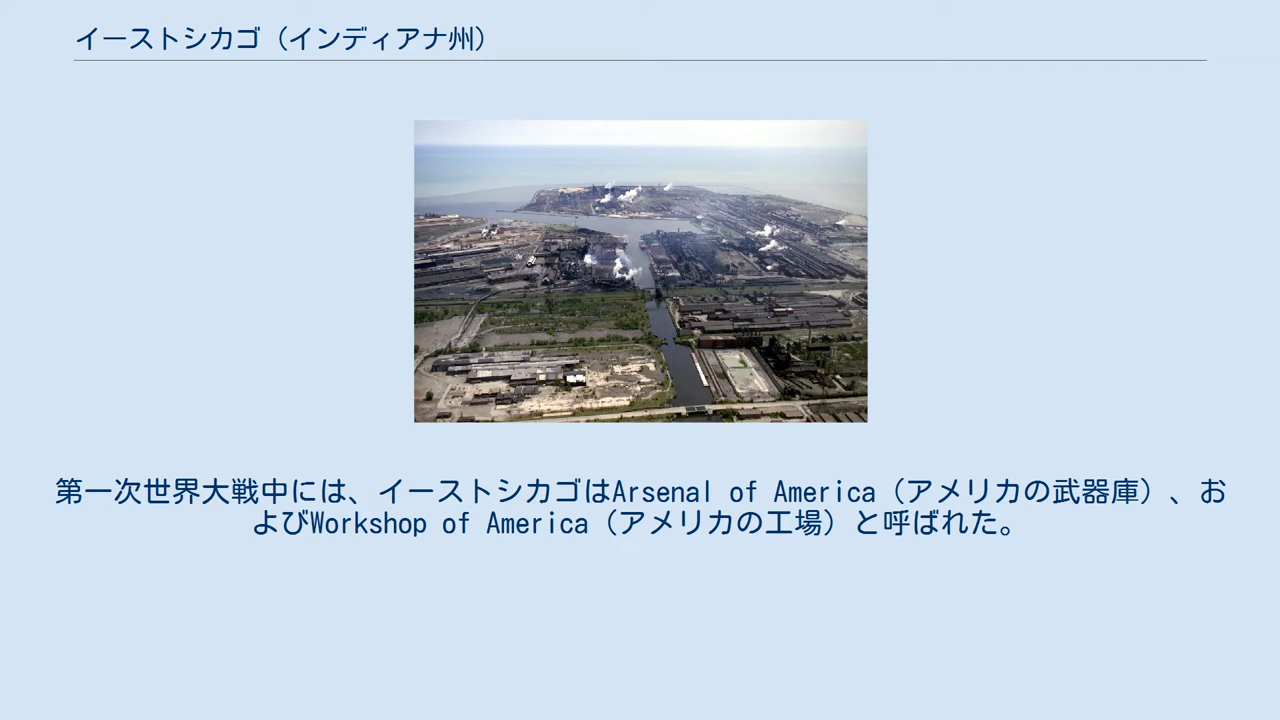 イーストシカゴ（インディアナ州）
第一次世界大戦中には、イーストシカゴはArsenal of America（アメリカの武器庫）、お
よびWorkshop of America（アメリカの工場）と呼ばれた。